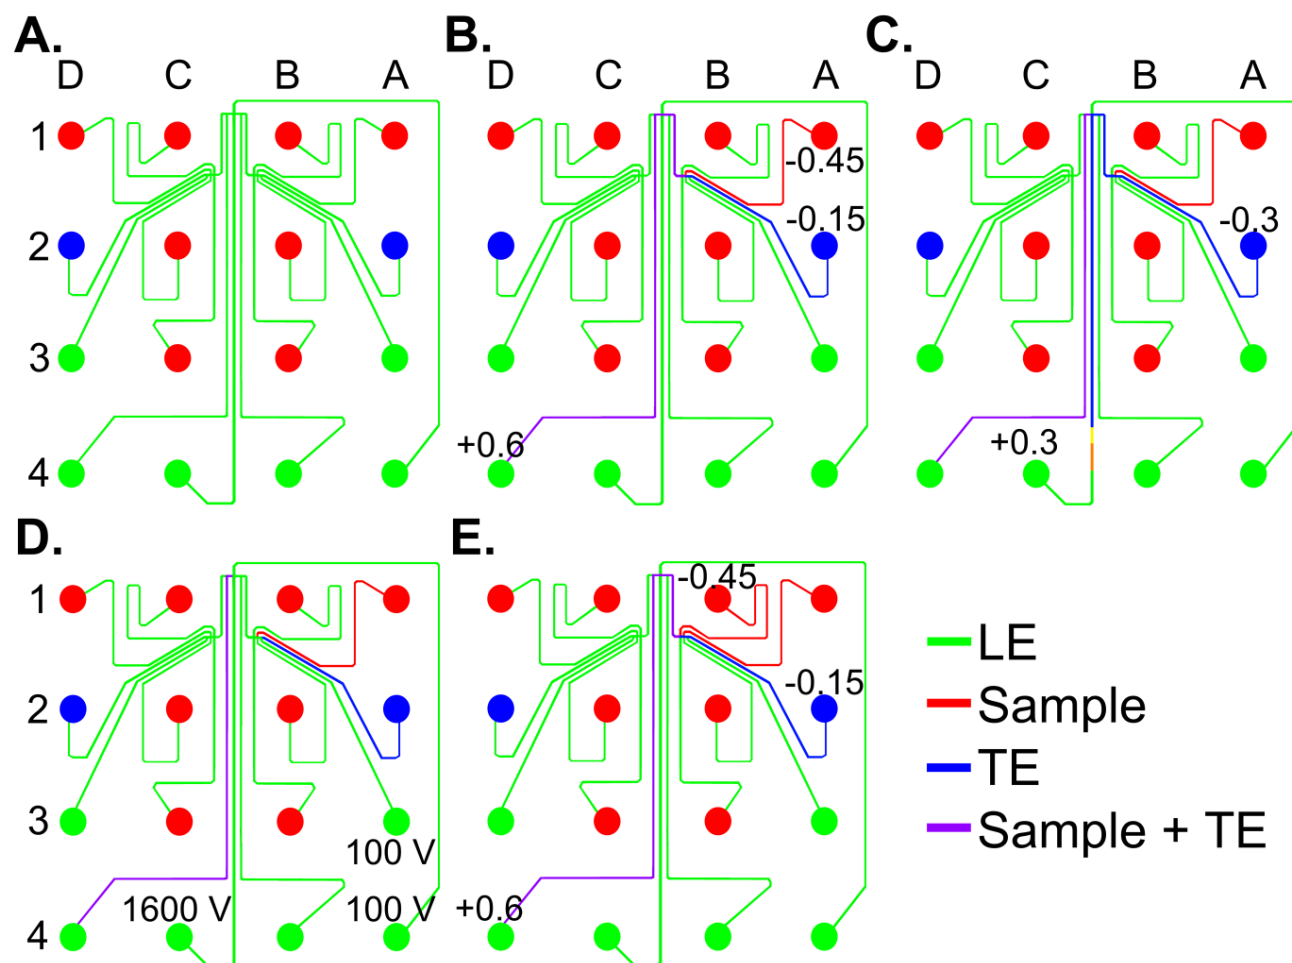 A. B. C.
D C B A D C B A D C B A
1
-0.45
-0.15 -0.3
2
3
+0.6 +0.3
4
D. E.
1 -0.45
2 -0.15
3
100 V
1600 V 100 V +0.6
4
LE
Sample
TE
Sample + TE